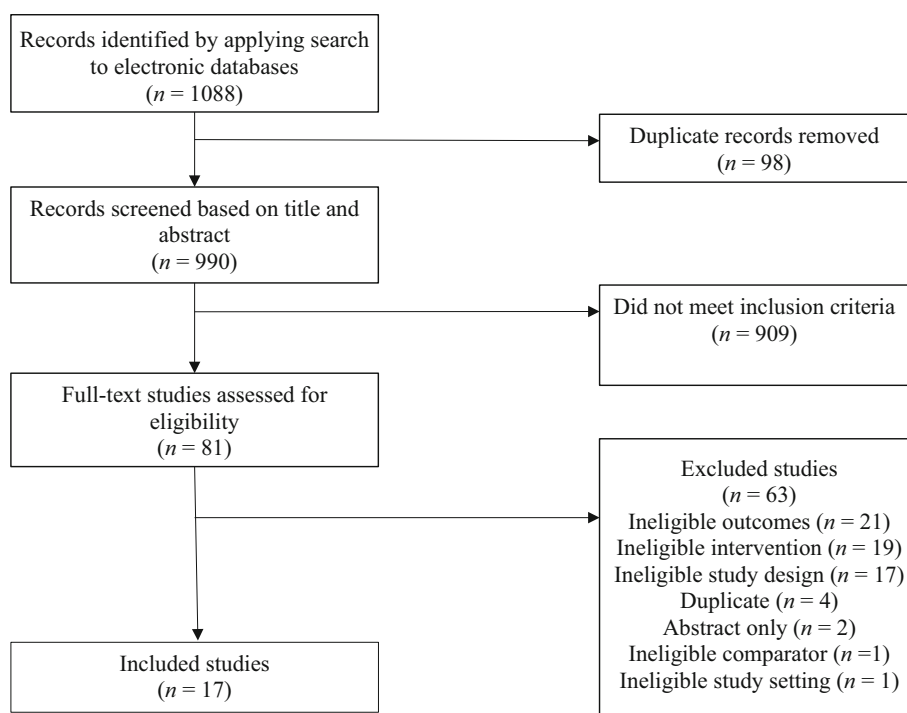 Records identified by applying search
to electronic databases
(n = 1088)
Duplicate records removed
(n = 98)
Records screened based on title and
abstract
(n = 990)
Did not meet inclusion criteria
(n = 909)
Full-text studies assessed for
eligibility
(n = 81)
Excluded studies
(n = 63)
Ineligible outcomes (n = 21)
Ineligible intervention (n = 19)
Ineligible study design (n = 17)
Duplicate (n = 4)
Abstract only (n = 2)
Ineligible comparator (n =1)
Ineligible study setting (n = 1)
Included studies
(n = 17)